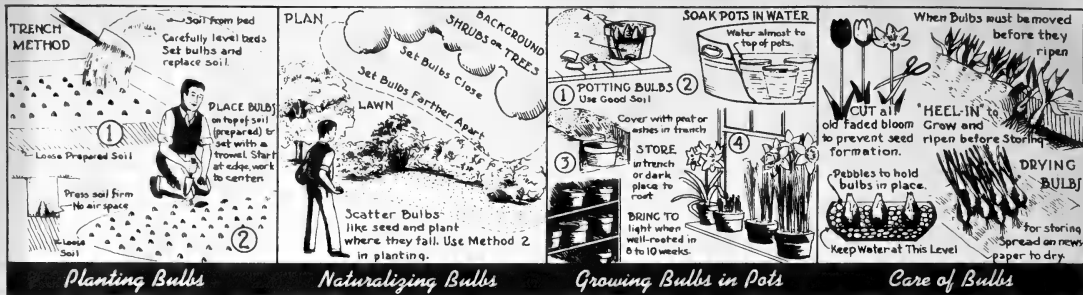 TRENCH
METHOD
Soil from bed
Carefully level beds
Set bulbs and
replace soil.
1
PLACE BULBS
on top of soil
(prepared) &
set with a
trowel. Start
at edge, work
to center.
Loose Prepared Soil
Press soil firm
No air space
Loose
Soil
2
Planting Bulbs
PLAN
BACKGROUND
SHRUBS or TREES
Set Bulbs Close
Set Bulbs Farther Apart
LAWN
Scatter Bulbs
like seed and plant
where they fall. Use Method 2
in planting.
Naturalizing Bulbs
4
3
2
1
1 POTTING BULBS
Use Good Soil
SOAK POTS IN WATER
Water almost to
top of pots.
2
Cover with peat or
ashes in trench
3
STORE
in trench
or dark
place to
root
BRING TO
light when
well-rooted in
8 to 10 weeks.
4
Growing Bulbs in Pots
When Bulbs must be moved
before they
ripen
CUT all
old faded bloom
to prevent seed
formation.
"HEEL-IN" to
Grow and
ripen before Storing
Pebbles to hold
bulbs in place.
Keep Water at This Level
DRYING
BULBS
for storing
Spread on news
paper to dry.
Care of Bulbs